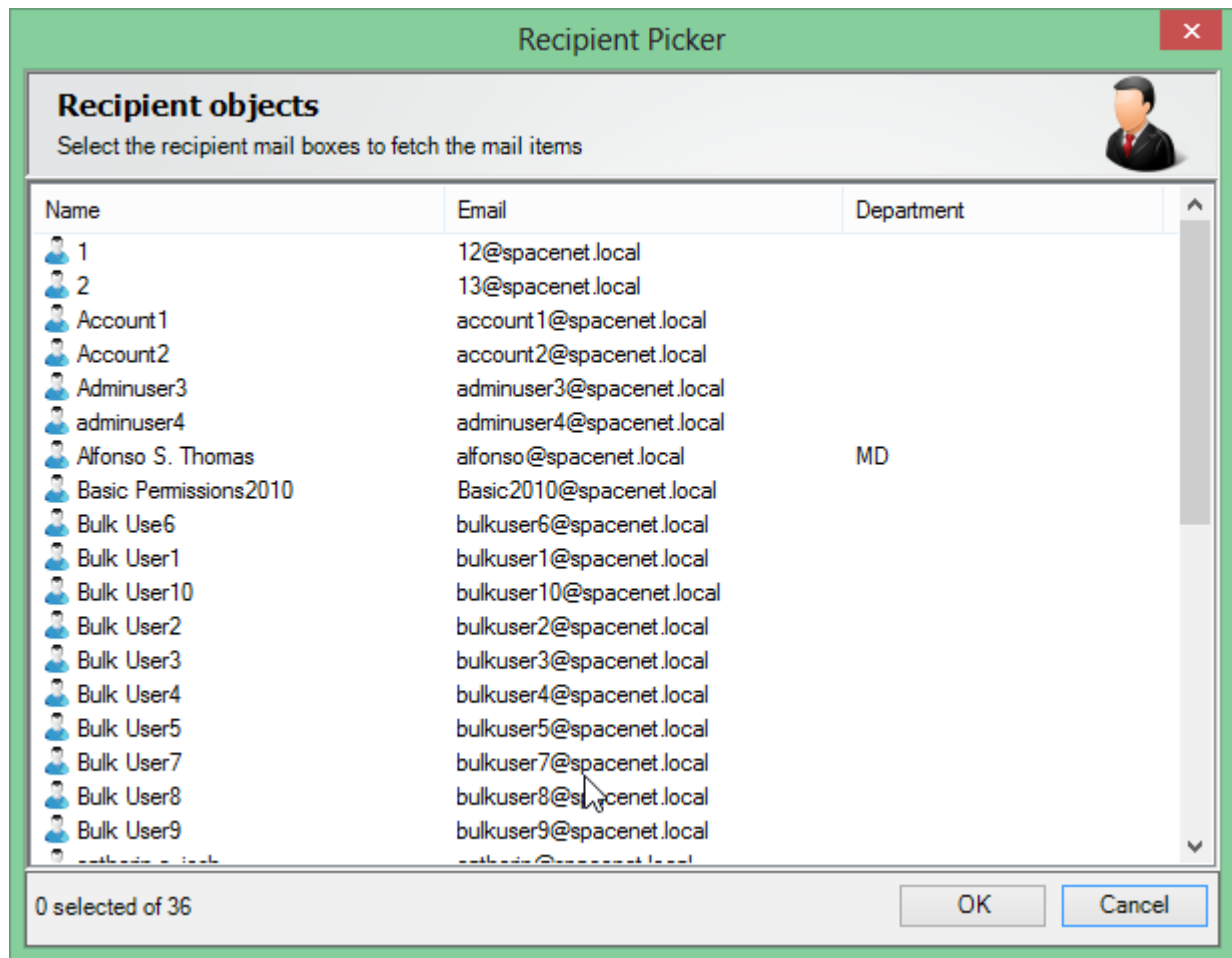 Recipient Picker
Recipient objects
Select the recipient mail boxes to fetch the mail items
Name Email Department
1 12@spacenet.local
2 13@spacenet.local
Account1 account1@spacenet.local
Account2 account2@spacenet.local
Adminuser3 adminuser3@spacenet.local
adminuser4 adminuser4@spacenet.local
Alfonso S. Thomas alfonso@spacenet.local MD
Basic Permissions2010 Basic2010@spacenet.local
Bulk Use6 bulkuser6@spacenet.local
Bulk User1 bulkuser1@spacenet.local
Bulk User10 bulkuser10@spacenet.local
Bulk User2 bulkuser2@spacenet.local
Bulk User3 bulkuser3@spacenet.local
Bulk User4 bulkuser4@spacenet.local
Bulk User5 bulkuser5@spacenet.local
Bulk User7 bulkuser7@spacenet.local
Bulk User8 bulkuser8@spacenet.local
Bulk User9 bulkuser9@spacenet.local
0 selected of 36 OK Cancel